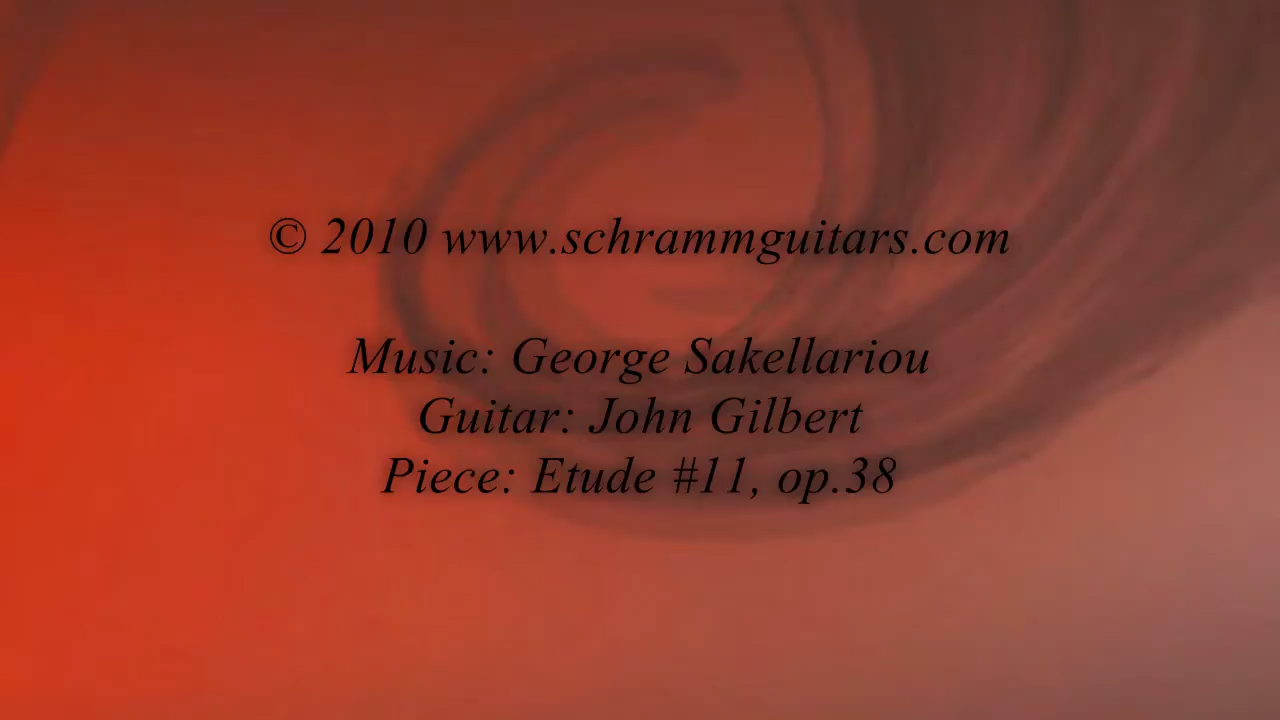 © 2010 www.schrammguitars.com
Music: George Sakellariou
Guitar: John Gilbert
Piece: Etude #11, op.38